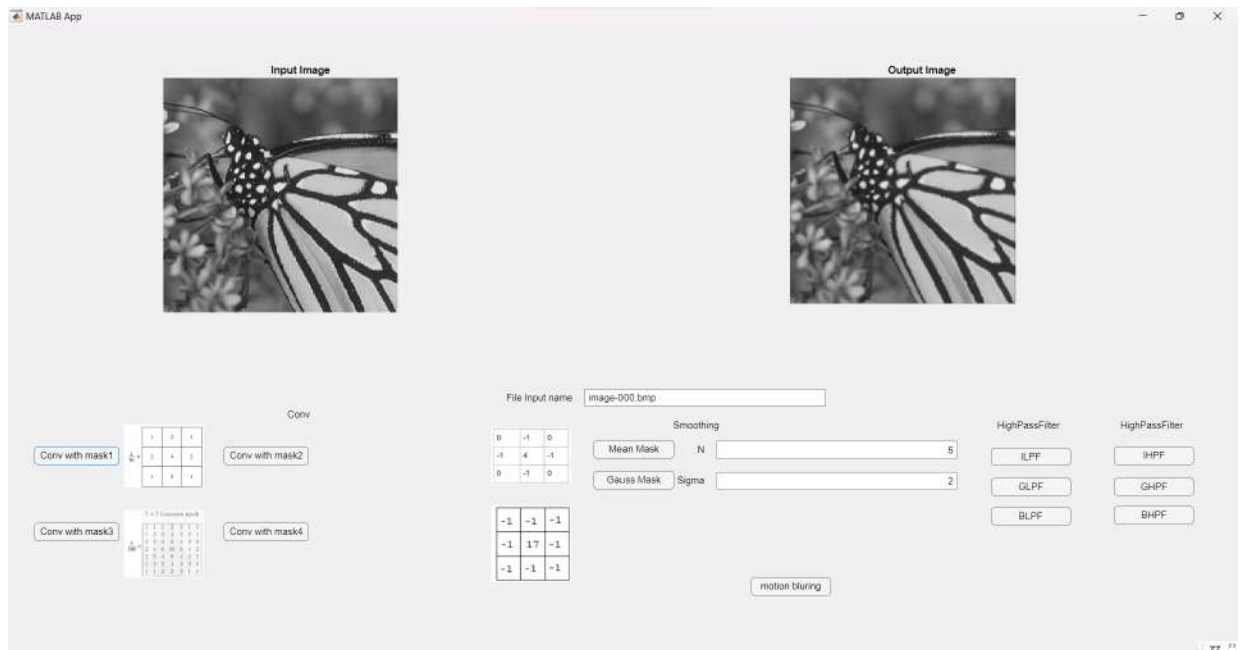 MATLAB App
Input Image
Output Image
File Input name image-000.bmp
Conv
Smoothing
HighPassFilter
HighPassFilter
Conv with mask1
Conv with mask2
0 -1 0
-1 4 -1
0 -1 0
Mean Mask N 5
Gauss Mask Sigma 2
ILPF
IHPF
GLPF
GHPF
BLPF
BHPF
Conv with mask3
Conv with mask4
-1 -1 -1
-1 17 -1
-1 -1 -1
motion bluring